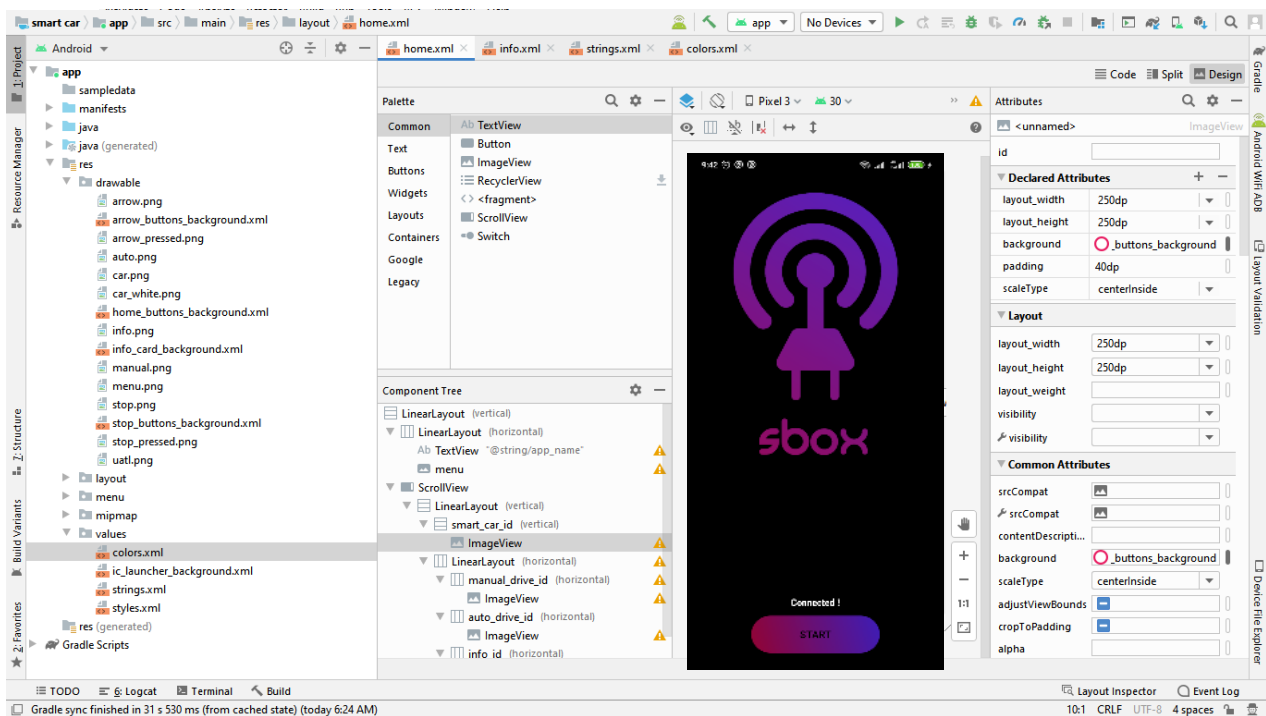 smart car app src main res layout home.xml
app No Devices
1: Project
Android
home.xml info.xml strings.xml colors.xml
Gradle
app
sampledata
manifests
java
java (generated)
res
drawable
arrow.png
arrow_buttons_background.xml
arrow_pressed.png
auto.png
car.png
car_white.png
home_buttons_background.xml
info.png
info_card_background.xml
manual.png
menu.png
stop.png
stop_buttons_background.xml
stop_pressed.png
uatl.png
layout
menu
mipmap
values
colors.xml
ic_launcher_background.xml
strings.xml
styles.xml
res (generated)
Gradle Scripts
Resource Manager
7: Structure
Build Variants
2: Favorites
Code Split Design
Palette
Common
Text
Buttons
Widgets
Layouts
Containers
Google
Legacy
Ab TextView
Button
ImageView
RecyclerView
<> <fragment>
ScrollView
Switch
Component Tree
LinearLayout (vertical)
LinearLayout (horizontal)
Ab TextView "@string/app_name"
menu
ScrollView
LinearLayout (vertical)
smart_car_id (vertical)
ImageView
LinearLayout (horizontal)
manual_drive_id (horizontal)
ImageView
auto_drive_id (horizontal)
ImageView
info_id (horizontal)
Pixel 3 30
9:42
sbox
Connected !
START
1:1
Attributes
<unnamed> ImageView
id
Declared Attributes
layout_width 250dp
layout_height 250dp
background _buttons_background
padding 40dp
scaleType centerInside
Layout
layout_width 250dp
layout_height 250dp
layout_weight
visibility
visibility
Common Attributes
srcCompat
srcCompat
contentDescripti...
background _buttons_background
scaleType centerInside
adjustViewBounds
cropToPadding
alpha
Android WiFi ADB
Layout Validation
Device File Explorer
TODO 6: Logcat Terminal Build
Layout Inspector Event Log
Gradle sync finished in 31 s 530 ms (from cached state) (today 6:24 AM)
10:1 CRLF UTF-8 4 spaces